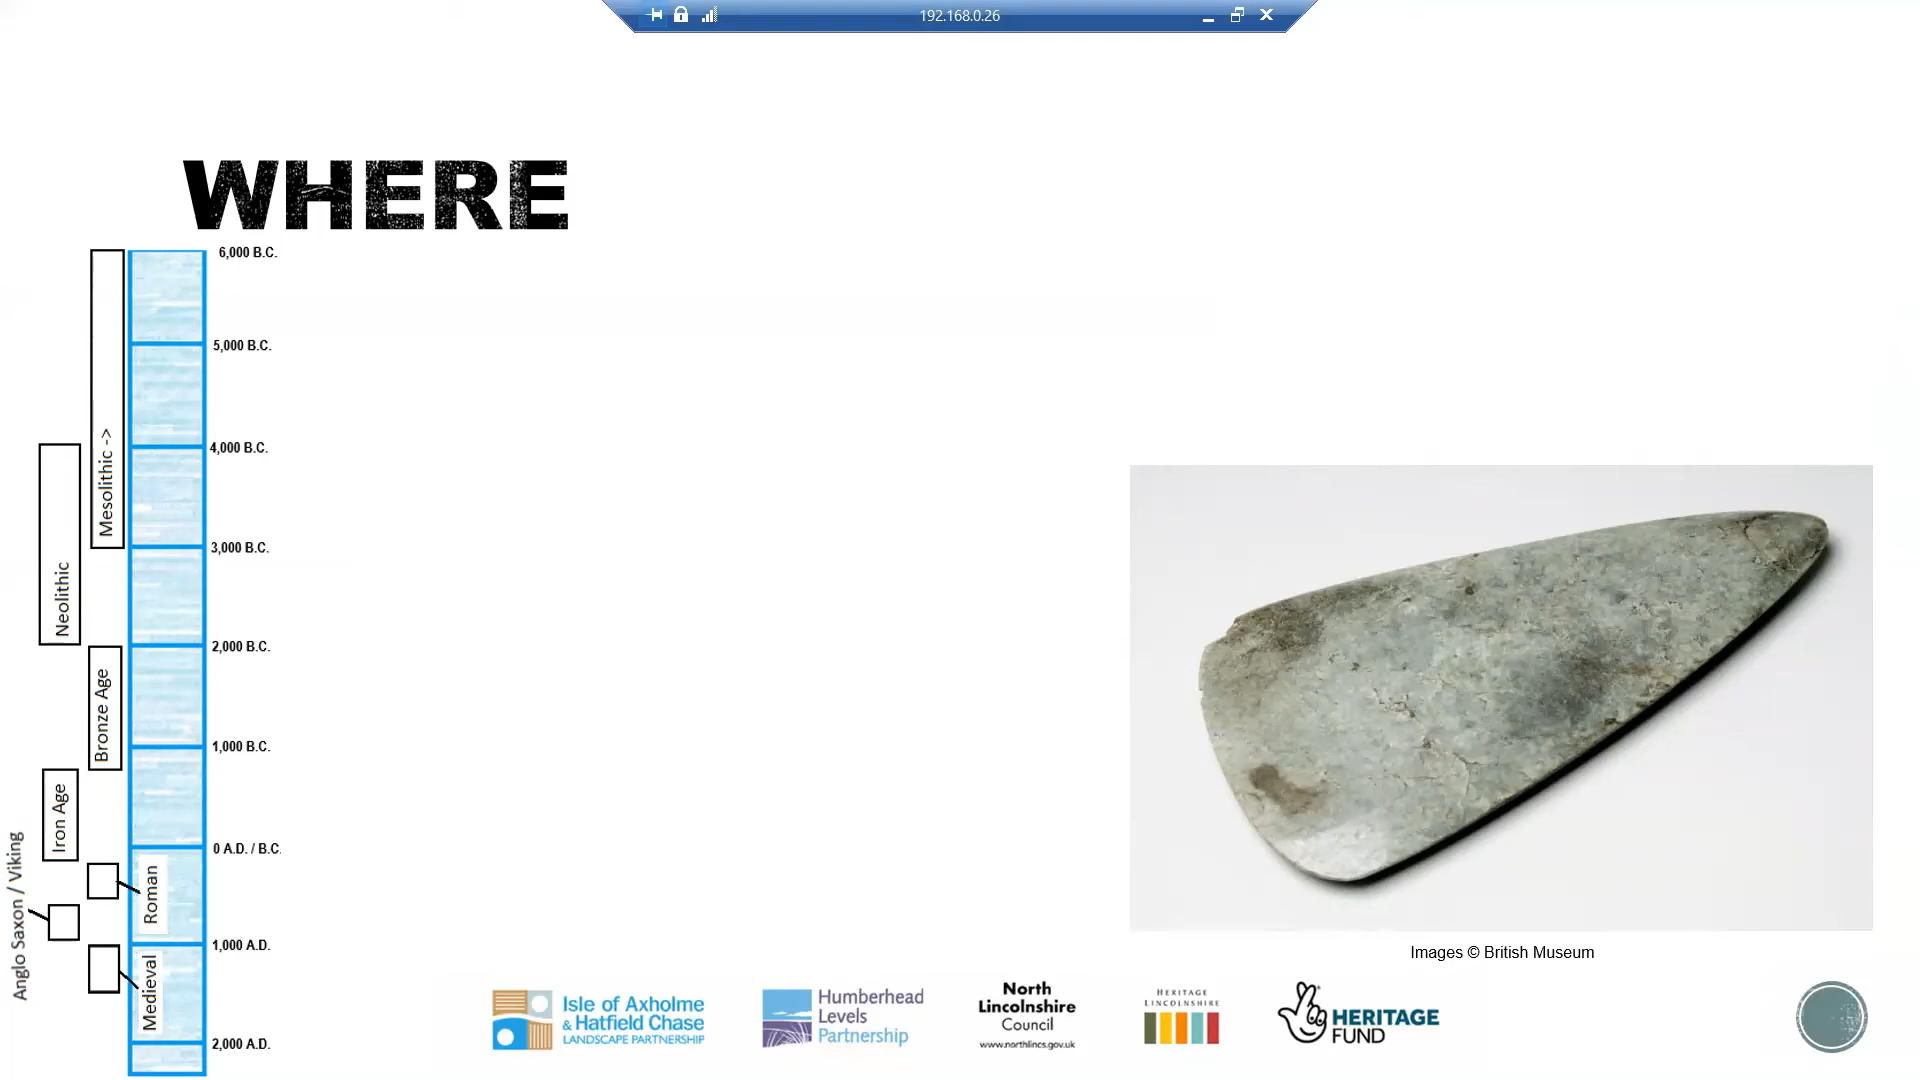 192.168.0.26
WHERE
6,000 B.C.
5,000 B.C.
4,000 B.C.
3,000 B.C.
2,000 B.C.
1,000 B.C.
0 A.D. / B.C.
1,000 A.D.
2,000 A.D.
Mesolithic ->
Neolithic
Bronze Age
Iron Age
Roman
Anglo Saxon / Viking
Medieval
Images © British Museum
Isle of Axholme
& Hatfield Chase
LANDSCAPE PARTNERSHIP
Humberhead
Levels
Partnership
North
Lincolnshire
Council
www.northlincs.gov.uk
HERITAGE
LINCOLNSHIRE
HERITAGE
FUND